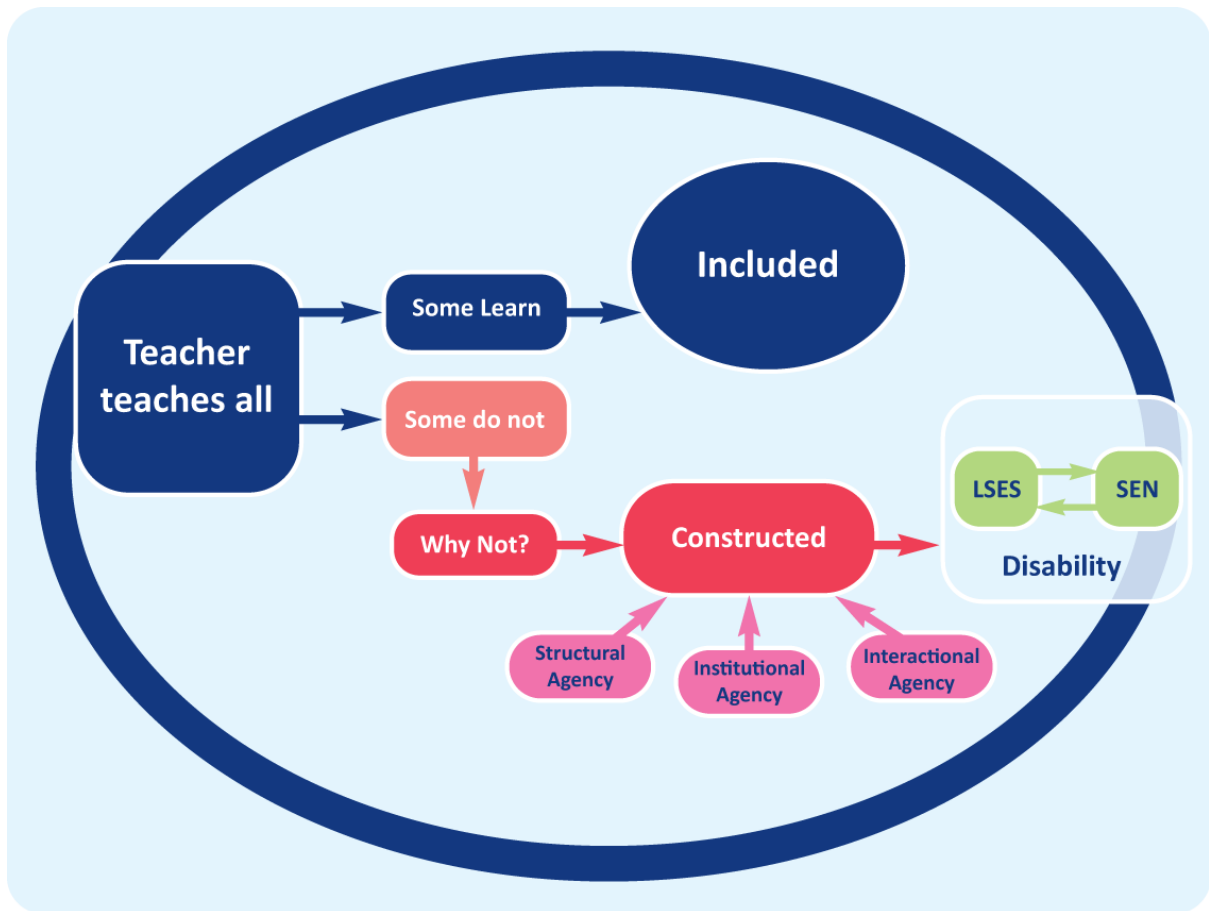 Included
Some Learn
Teacher
teaches all
Some do not
LSES
SEN
Why Not?
Constructed
Disability
Structural
Agency
Institutional
Agency
Interactional
Agency